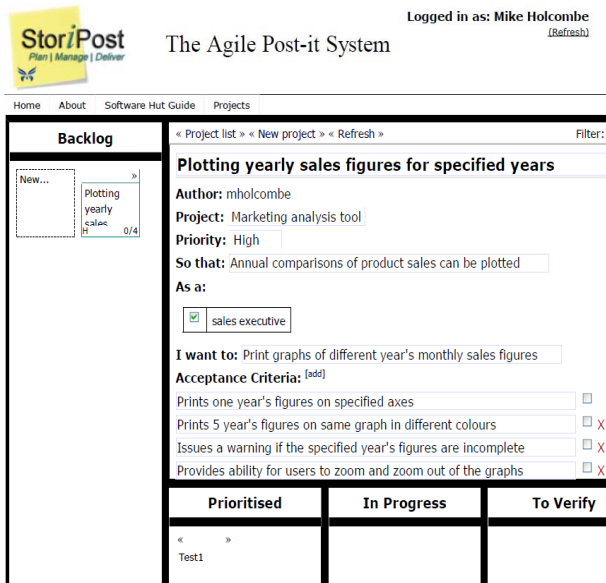 Logged in as: Mike Holcombe
(Refresh)
StoriPost
Plan | Manage | Deliver
The Agile Post-it System
Home About Software Hut Guide Projects
Backlog
New...
»
Plotting
yearly
sales
H 0/4
« Project list » « New project » « Refresh » Filter:
Plotting yearly sales figures for specified years
Author: mholcombe
Project: Marketing analysis tool
Priority: High
So that: Annual comparisons of product sales can be plotted
As a:
sales executive
I want to: Print graphs of different year's monthly sales figures
Acceptance Criteria: [add]
Prints one year's figures on specified axes
Prints 5 year's figures on same graph in different colours X
Issues a warning if the specified year's figures are incomplete X
Provides ability for users to zoom and zoom out of the graphs X
Prioritised In Progress To Verify
« »
Test1